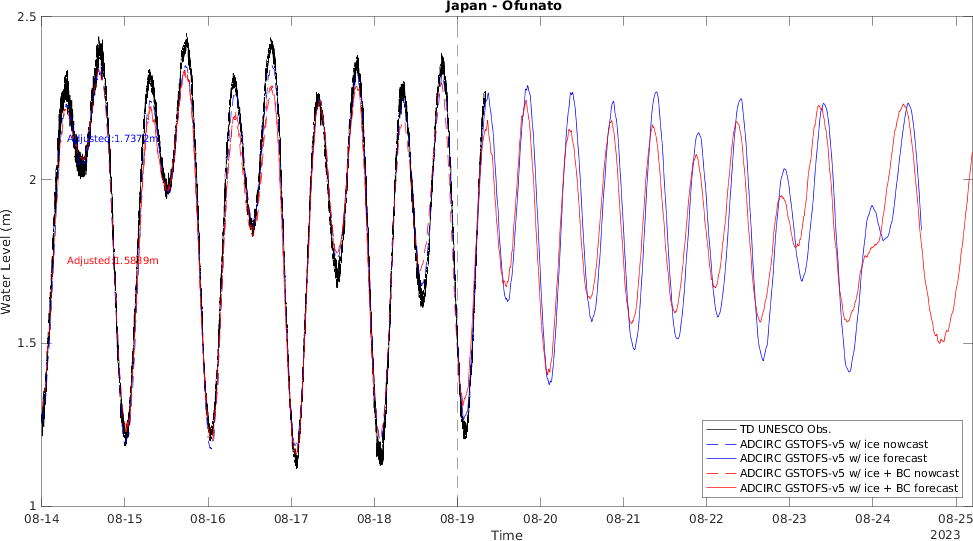 Japan - Ofunato
2.5
2
1.5
1
Water Level (m)
Adjusted:1.7372m
Adjusted:1.5889m
TD UNESCO Obs.
ADCIRC GSTOFS-v5 w/ ice nowcast
ADCIRC GSTOFS-v5 w/ ice forecast
ADCIRC GSTOFS-v5 w/ ice + BC nowcast
ADCIRC GSTOFS-v5 w/ ice + BC forecast
08-14 08-15 08-16 08-17 08-18 08-19 08-20 08-21 08-22 08-23 08-24 08-25
Time
2023